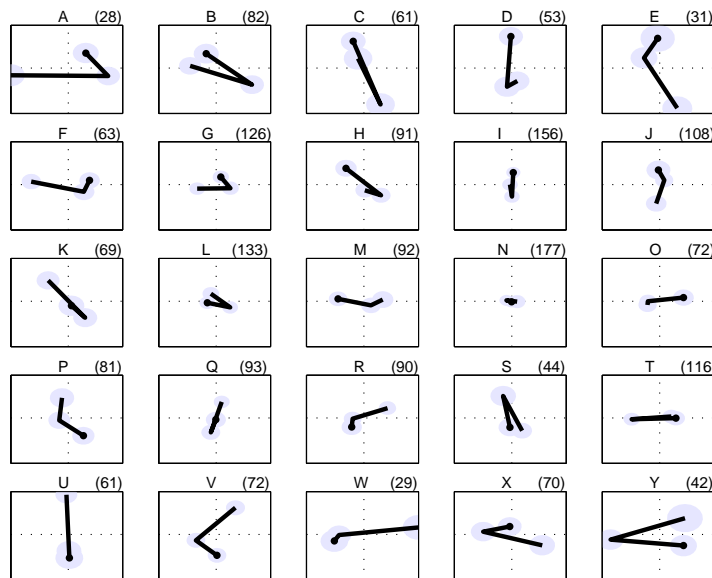 A (28) B (82) C (61) D (53) E (31)
F (63) G (126) H (91) I (156) J (108)
K (69) L (133) M (92) N (177) O (72)
P (81) Q (93) R (90) S (44) T (116
U (61) V (72) W (29) X (70) Y (42)